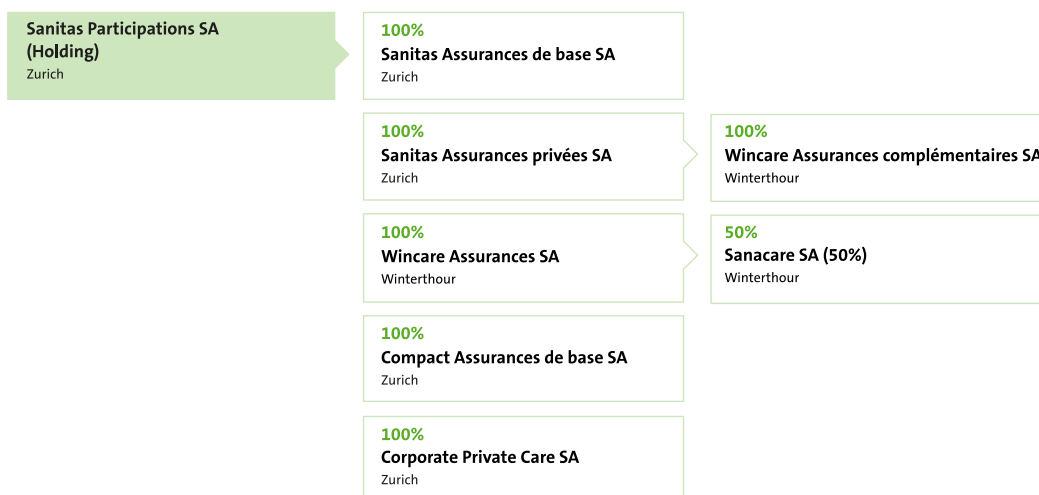 Sanitas Participations SA
(Holding)
Zurich
100%
Sanitas Assurances de base SA
Zurich
100%
Sanitas Assurances privées SA
Zurich
100%
Wincare Assurances complémentaires SA
Winterthour
100%
Wincare Assurances SA
Winterthour
50%
Sanacare SA (50%)
Winterthour
100%
Compact Assurances de base SA
Zurich
100%
Corporate Private Care SA
Zurich